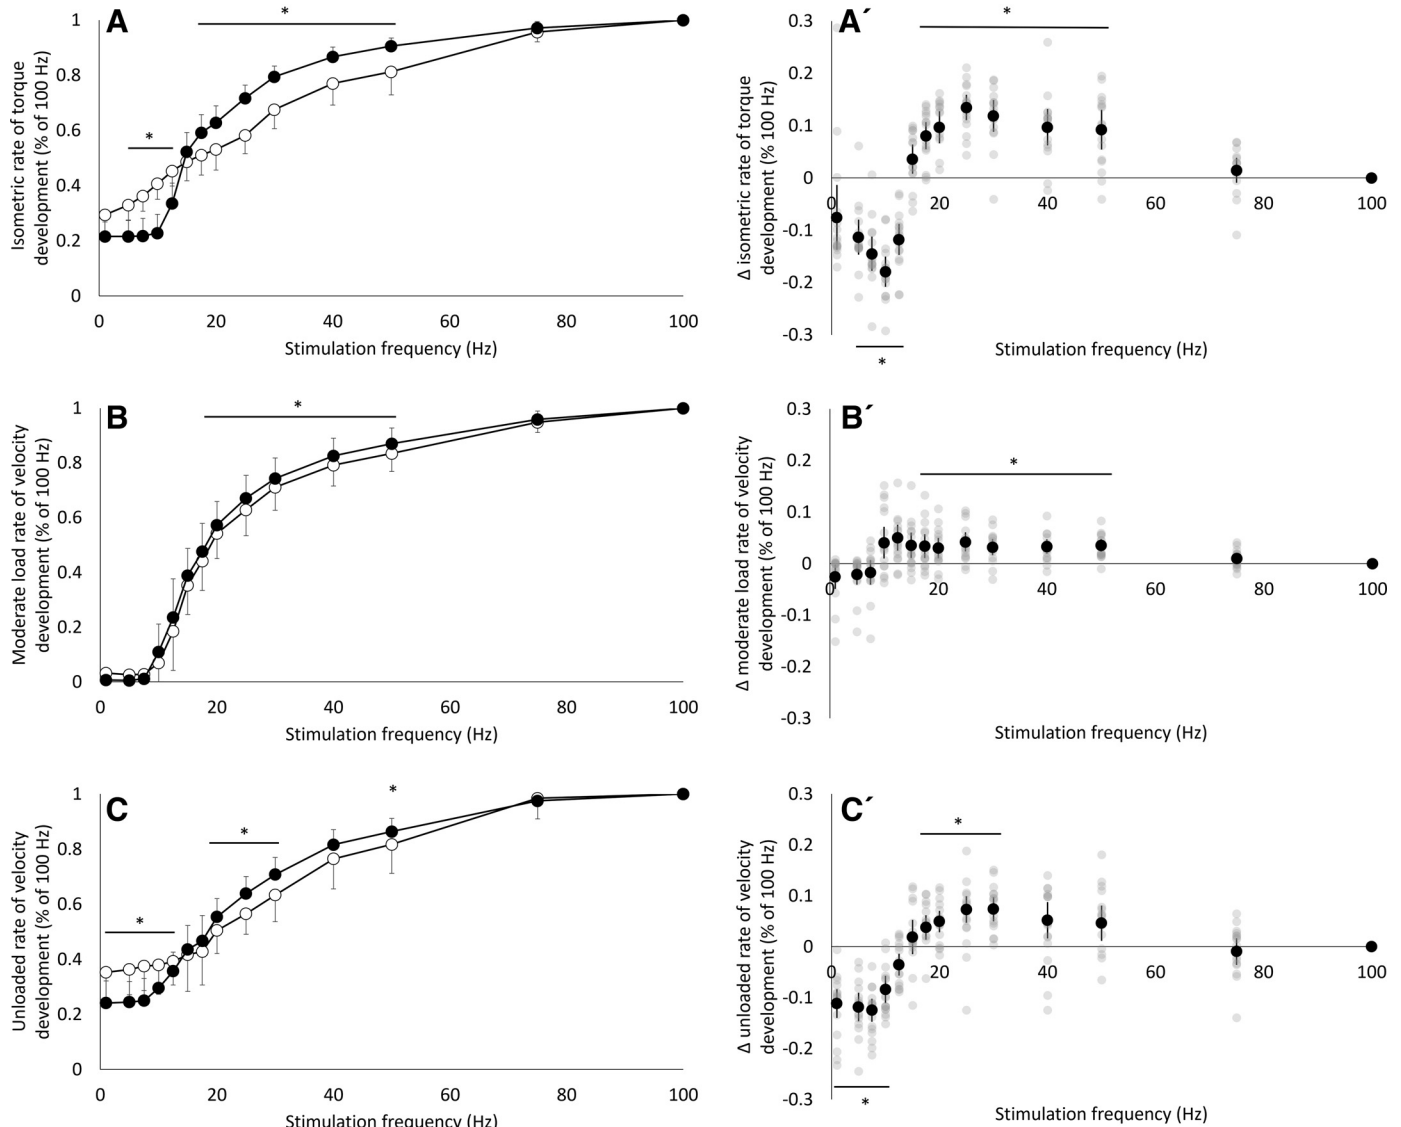 A
*
*
Isometric rate of torque
development (% of 100 Hz)
1
0.8
0.6
0.4
0.2
0
0 20 40 60 80 100
Stimulation frequency (Hz)
A´
*
Δ isometric rate of torque
development (% 100 Hz)
0.3
0.2
0.1
0
-0.1
-0.2
-0.3
0 20 40 60 80 100
*
Stimulation frequency (Hz)
B
*
Moderate load rate of velocity
development (% of 100 Hz)
1
0.8
0.6
0.4
0.2
0
0 20 40 60 80 100
Stimulation frequency (Hz)
B´
*
Δ moderate load rate of velocity
development (% of 100 Hz)
0.3
0.2
0.1
0
-0.1
-0.2
-0.3
0 20 40 60 80 100
Stimulation frequency (Hz)
C
*
*
*
Unloaded rate of velocity
development (% of 100 Hz)
1
0.8
0.6
0.4
0.2
0
0 20 40 60 80 100
Stimulation frequency (Hz)
C´
*
Δ unloaded rate of velocity
development (% of 100 Hz)
0.3
0.2
0.1
0
-0.1
-0.2
-0.3
0 20 40 60 80 100
*
Stimulation frequency (Hz)